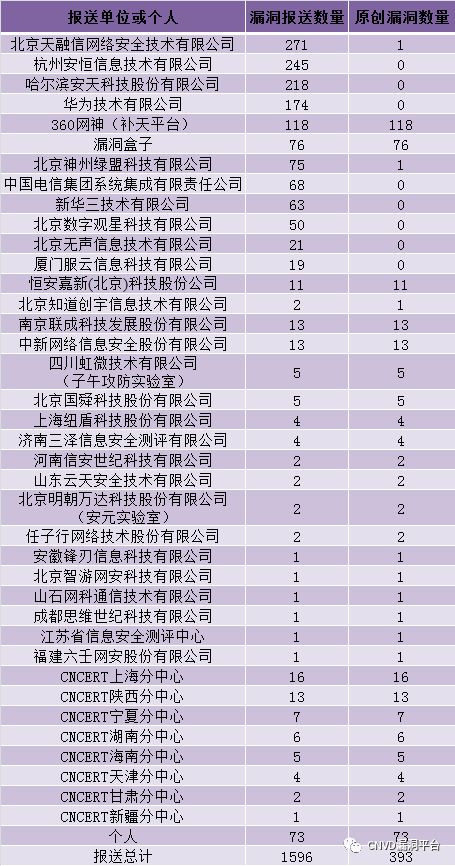 报送单位或个人 漏洞报送数量 原创漏洞数量
北京天融信网络安全技术有限公司 271 1
杭州安恒信息技术有限公司 245 0
哈尔滨安天科技股份有限公司 218 0
华为技术有限公司 174 0
360网神（补天平台） 118 118
漏洞盒子 76 76
北京神州绿盟科技有限公司 75 1
中国电信集团系统集成有限责任公司 68 0
新华三技术有限公司 63 0
北京数字观星科技有限公司 50 0
北京无声信息技术有限公司 21 0
厦门服云信息科技有限公司 19 0
恒安嘉新(北京)科技股份公司 11 11
北京知道创宇信息技术有限公司 2 1
南京联成科技发展股份有限公司 13 13
中新网络信息安全股份有限公司 13 13
四川虹微技术有限公司
（子午攻防实验室） 5 5
北京国舜科技股份有限公司 5 5
上海纽盾科技股份有限公司 4 4
济南三泽信息安全测评有限公司 4 4
河南信安世纪科技有限公司 2 2
山东云天安全技术有限公司 2 2
北京明朝万达科技股份有限公司
（安元实验室） 2 2
任子行网络技术股份有限公司 2 2
安徽锋刃信息科技有限公司 1 1
北京智游网安科技有限公司 1 1
山石网科通信技术有限公司 1 1
成都思维世纪科技有限公司 1 1
江苏省信息安全测评中心 1 1
福建六壬网安股份有限公司 1 1
CNCERT上海分中心 16 16
CNCERT陕西分中心 13 13
CNCERT宁夏分中心 7 7
CNCERT湖南分中心 6 6
CNCERT海南分中心 5 5
CNCERT天津分中心 4 4
CNCERT甘肃分中心 2 2
CNCERT新疆分中心 1 1
个人 73 73
CNVD漏洞平台
报送总计 1596 393